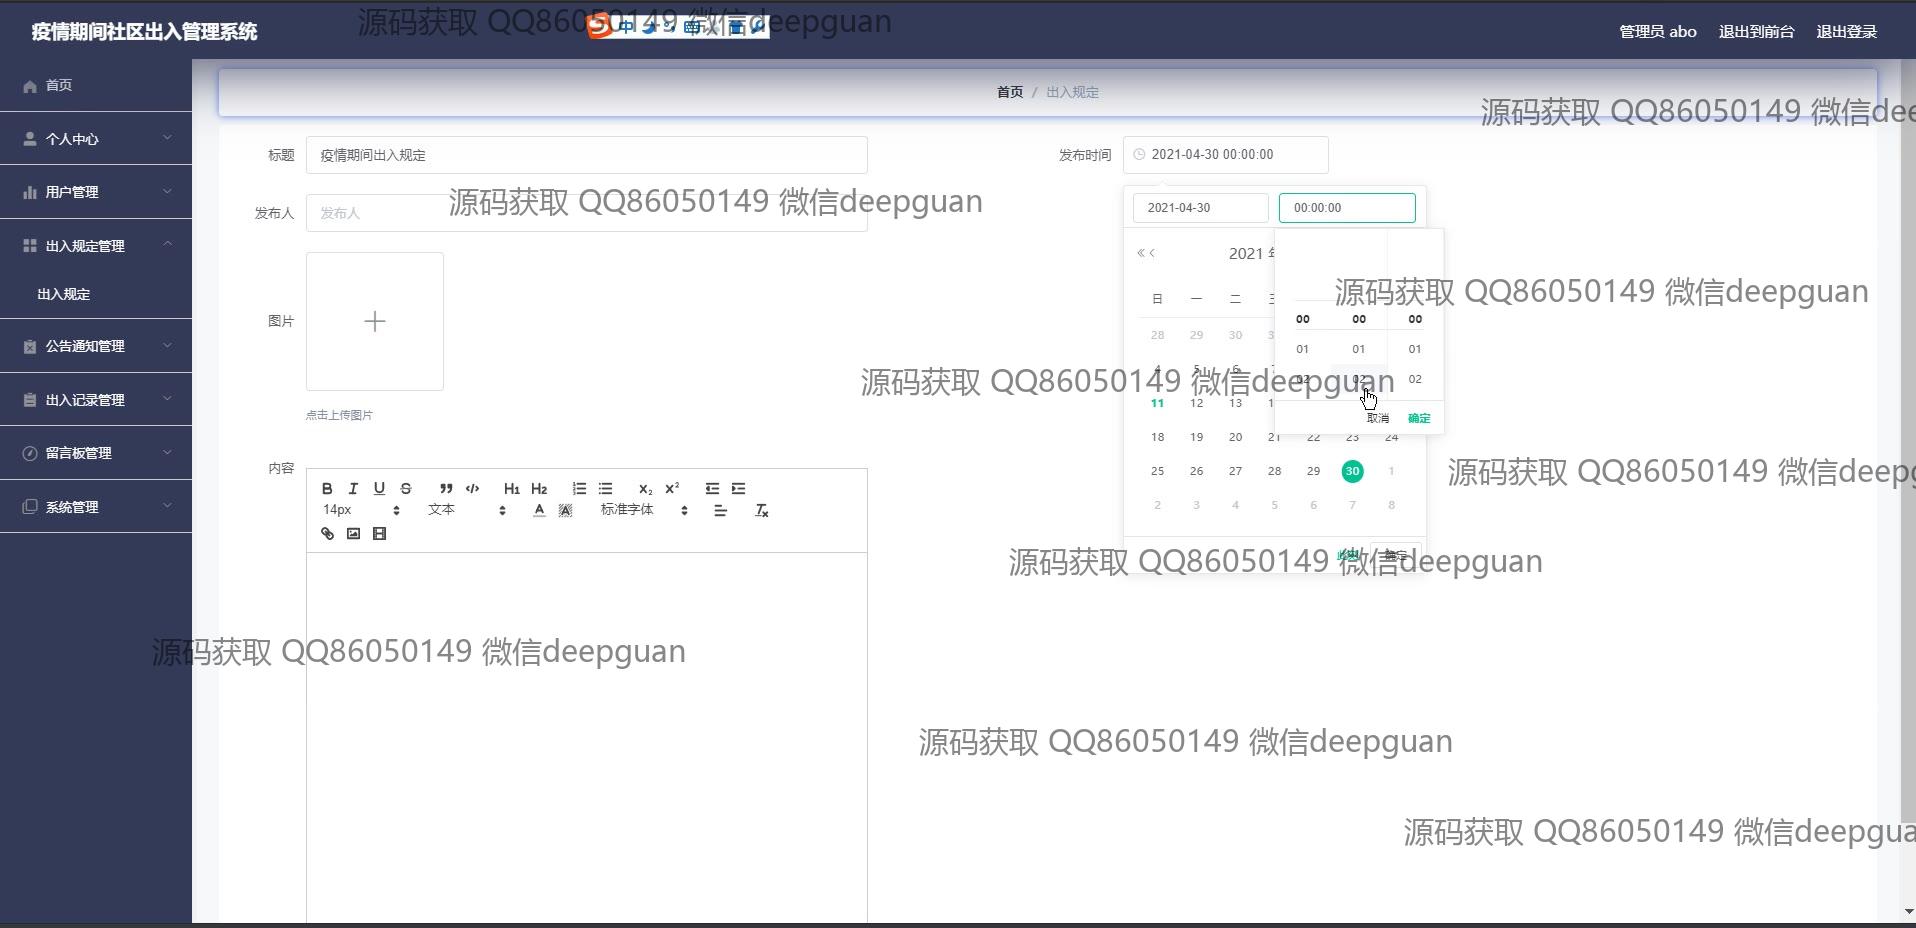 疫情期间社区出入管理系统
源码获取 QQ86050149 微信deepguan
中
管理员 abo
退出到前台
退出登录
首页
个人中心
用户管理
出入规定管理
出入规定
公告通知管理
出入记录管理
留言板管理
系统管理
首页 / 出入规定
源码获取 QQ86050149 微信dee
标题
疫情期间出入规定
发布时间
2021-04-30 00:00:00
发布人
发布人
源码获取 QQ86050149 微信deepguan
2021-04-30
00:00:00
2021 年
日 一 二 三
28 29 30 3
4 5 6 7
11 12 13 1
18 19 20 21 22 23 24
25 26 27 28 29 30 1
2 3 4 5 6 7 8
源码获取 QQ86050149 微信deepguan
00 00 00
01 01 01
02 02 02
取消 确定
图片
点击上传图片
源码获取 QQ86050149 微信deepguan
源码获取 QQ86050149 微信deepg
内容
B I U S H1 H2 X2 X2
14px
文本
A A
标准字体
此刻
确定
源码获取 QQ86050149 微信deepguan
源码获取 QQ86050149 微信deepguan
源码获取 QQ86050149 微信deepguan
源码获取 QQ86050149 微信deepgua